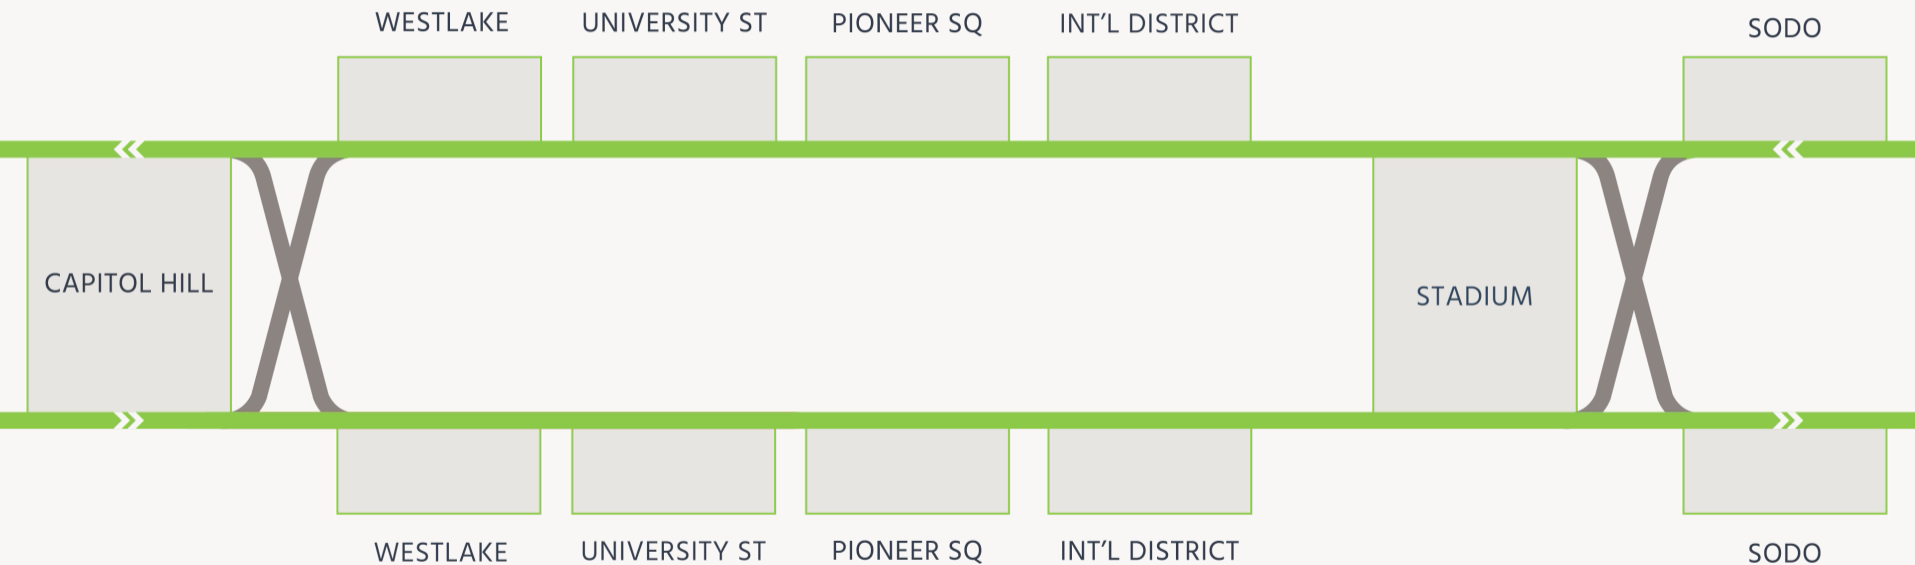 WESTLAKE
UNIVERSITY ST
PIONEER SQ
INT’L DISTRICT
SODO
CAPITOL HILL
STADIUM
WESTLAKE
UNIVERSITY ST
PIONEER SQ
INT’L DISTRICT
SODO